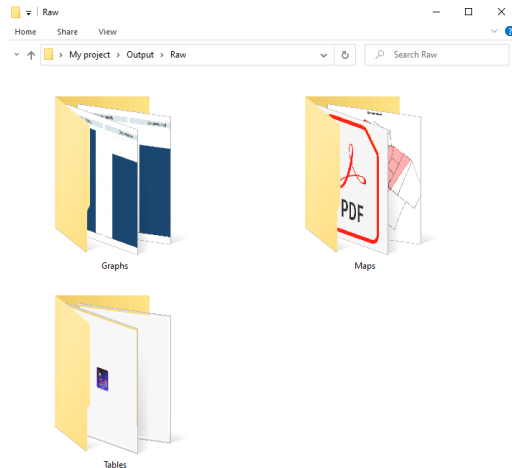 Raw
Home Share View
My project Output Raw
Search Raw
PDF
Graphs
Maps
Tables